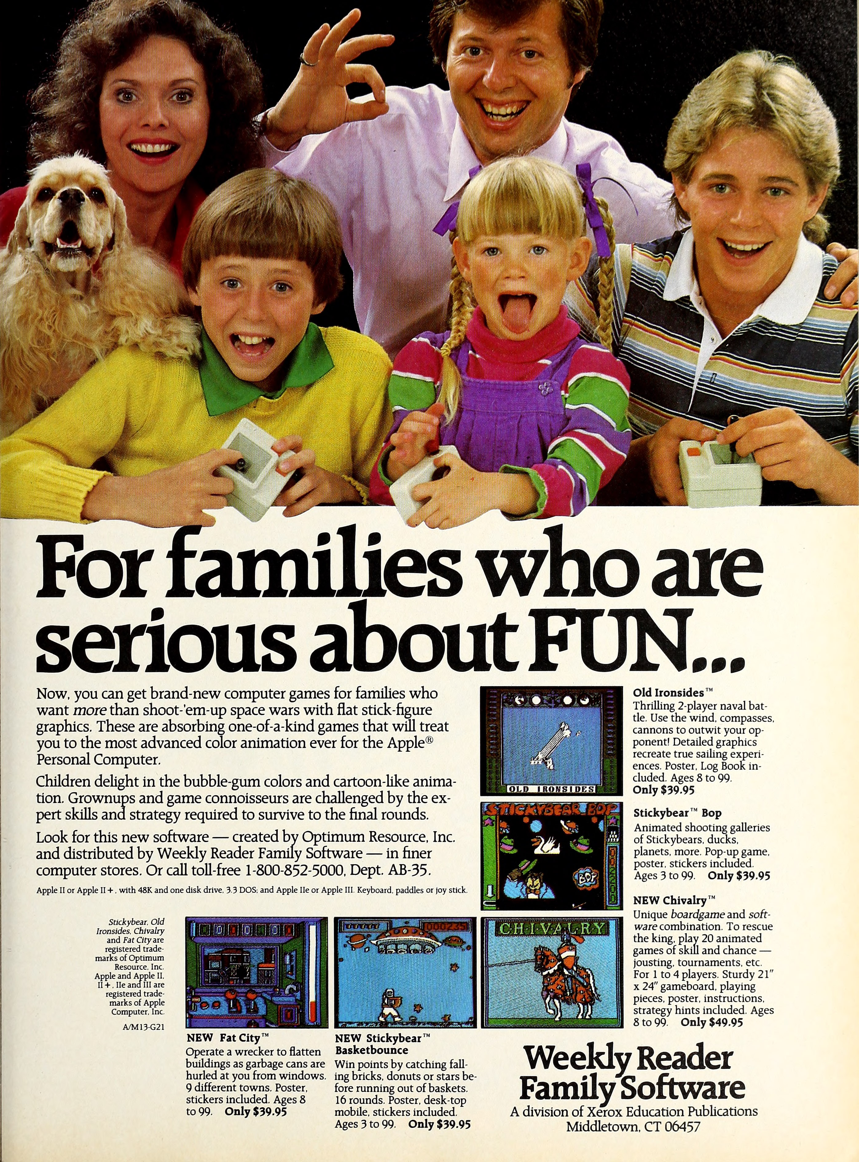 For families who are
serious about FUN...
Now, you can get brand-new computer games for families who
want more than shoot-'em-up space wars with flat stick-figure
graphics. These are absorbing one-of-a-kind games that will treat
you to the most advanced color animation ever for the Apple®
Personal Computer.
Children delight in the bubble-gum colors and cartoon-like anima-
tion. Grownups and game connoisseurs are challenged by the ex-
pert skills and strategy required to survive to the final rounds.
Look for this new software — created by Optimum Resource, Inc.
and distributed by Weekly Reader Family Software — in finer
computer stores. Or call toll-free 1-800-852-5000, Dept. AB-35.
Apple II or Apple II+, with 48K and one disk drive. 3.3 DOS; and Apple IIe or Apple III. Keyboard, paddles or joy stick.
OLD IRONSIDES
Old Ironsides™
Thrilling 2-player naval bat-
tle. Use the wind, compasses,
cannons to outwit your op-
ponent! Detailed graphics
recreate true sailing experi-
ences. Poster, Log Book in-
cluded. Ages 8 to 99.
Only $39.95
STICKYBEAR BOP
BOP
Stickybear™ Bop
Animated shooting galleries
of Stickybears, ducks,
planets, more. Pop-up game,
poster, stickers included.
Ages 3 to 99. Only $39.95
CHIVALRY
NEW Chivalry™
Unique boardgame and soft-
ware combination. To rescue
the king, play 20 animated
games of skill and chance —
jousting, tournaments, etc.
For 1 to 4 players. Sturdy 21"
x 24" gameboard, playing
pieces, poster, instructions,
strategy hints included. Ages
8 to 99. Only $49.95
Stickybear, Old
Ironsides, Chivalry
and Fat City are
registered trade-
marks of Optimum
Resource, Inc.
Apple and Apple II,
II+, IIe and III are
registered trade-
marks of Apple
Computer, Inc.
A/M13-G21
NEW Fat City™
Operate a wrecker to flatten
buildings as garbage cans are
hurled at you from windows.
9 different towns. Poster,
stickers included. Ages 8
to 99. Only $39.95
000235
NEW Stickybear™
Basketbounce
Win points by catching fall-
ing bricks, donuts or stars be-
fore running out of baskets.
16 rounds. Poster, desk-top
mobile, stickers included.
Ages 3 to 99. Only $39.95
Weekly Reader
Family Software
A division of Xerox Education Publications
Middletown, CT 06457